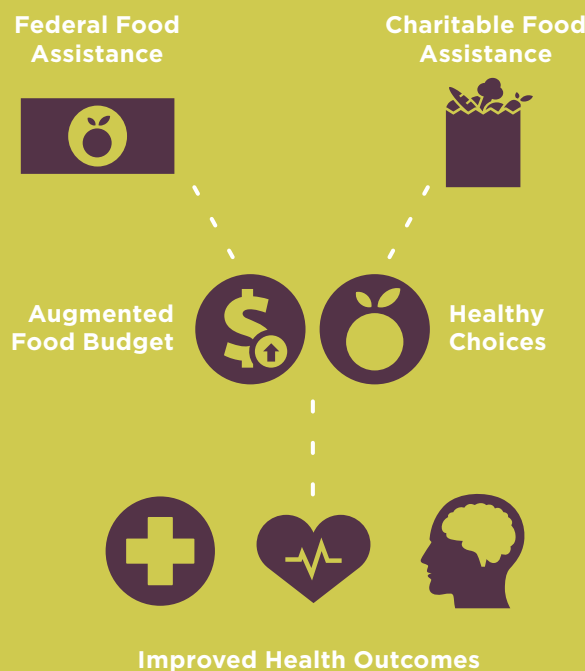 Federal Food
Assistance
Charitable Food
Assistance
Augmented
Food Budget
Healthy
Choices
Improved Health Outcomes